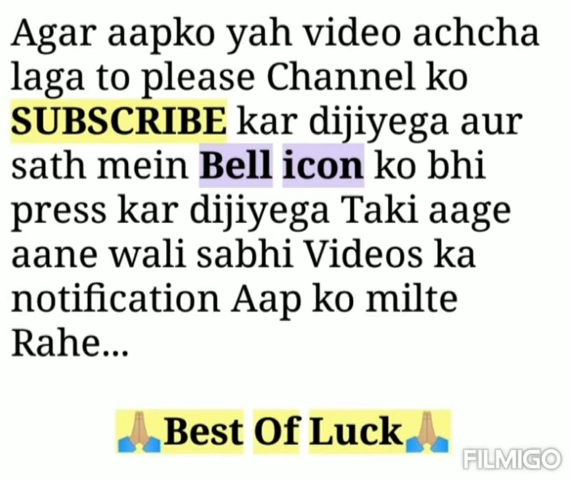 Agar aapko yah video achcha
laga to please Channel ko
SUBSCRIBE kar dijiyega aur
sath mein Bell icon ko bhi
press kar dijiyega Taki aage
aane wali sabhi Videos ka
notification Aap ko milte
Rahe...
🙏Best Of Luck🙏
FILMIGO